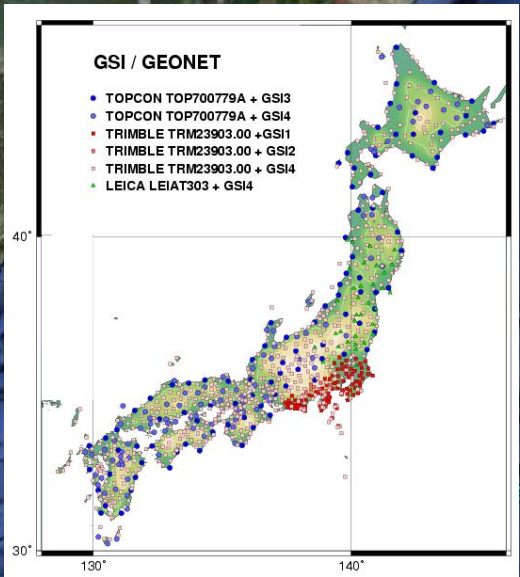 GSI / GEONET
TOPCON TOP700779A + GSI3
TOPCON TOP700779A + GSI4
TRIMBLE TRM23903.00 +GSI1
TRIMBLE TRM23903.00 + GSI2
TRIMBLE TRM23903.00 + GSI4
LEICA LEIAT303 + GSI4
40˚
30˚
130˚ 140˚